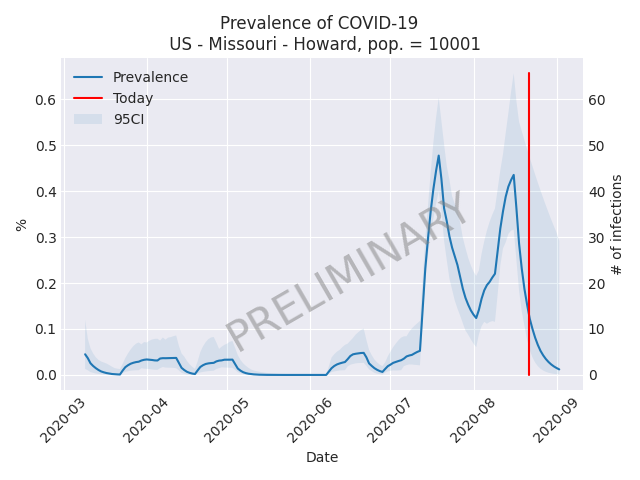 Prevalence of COVID-19
US - Missouri - Howard, pop. = 10001
Prevalence
Today
95CI
0.6
0.5
0.4
0.3
0.2
0.1
0.0
%
60
50
40
30
20
10
0
# of infections
PRELIMINARY
2020-03
2020-04
2020-05
2020-06
2020-07
2020-08
2020-09
Date